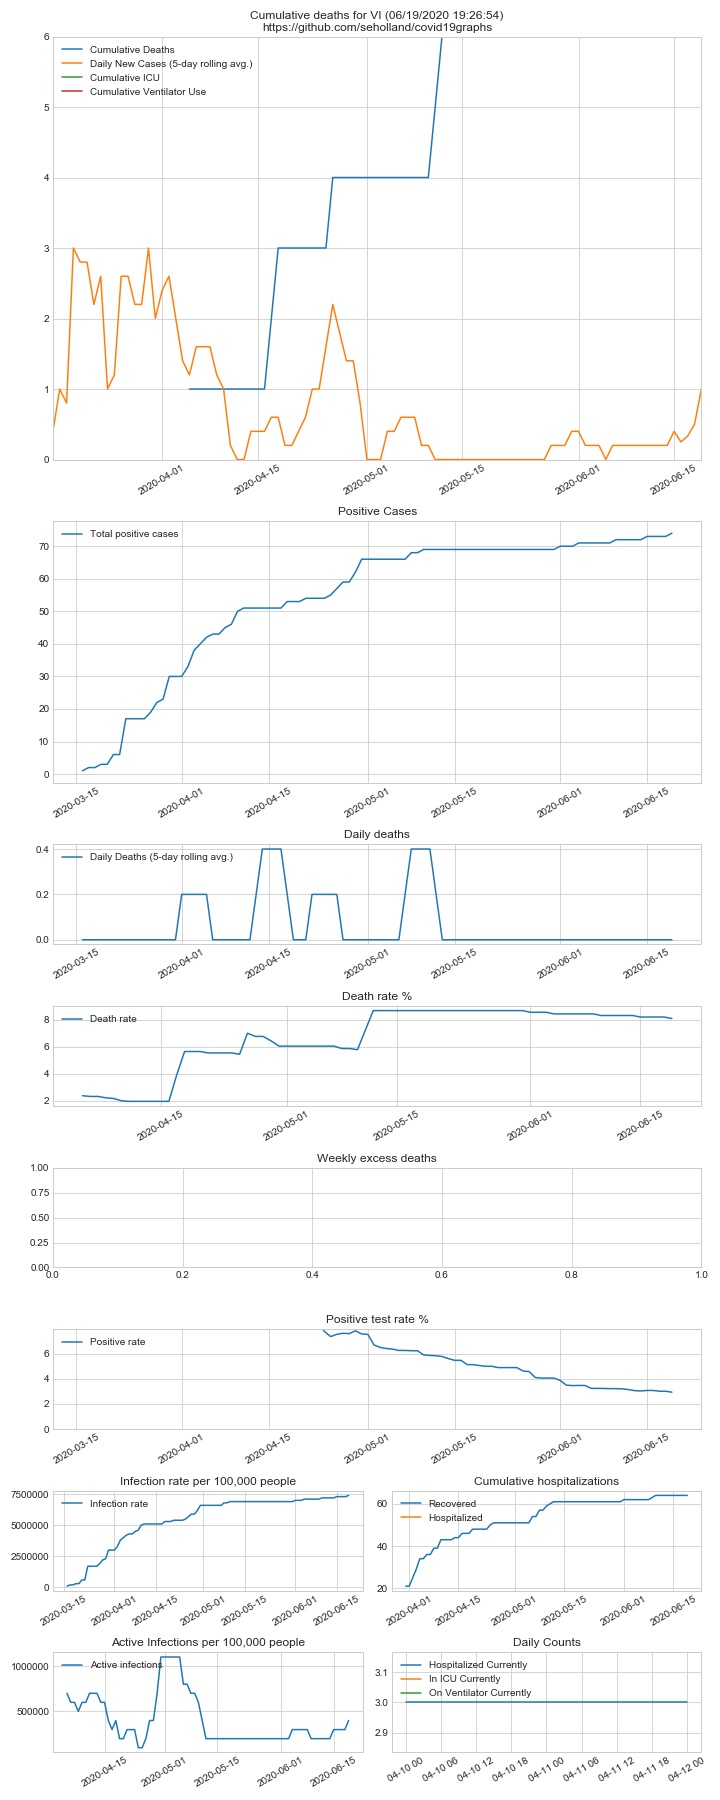 Cumulative deaths for VI (06/19/2020 19:26:54)
https://github.com/seholland/covid19graphs
Cumulative Deaths
Daily New Cases (5-day rolling avg.)
Cumulative ICU
Cumulative Ventilator Use
6
5
4
3
2
1
0
2020-04-01 2020-04-15 2020-05-01 2020-05-15 2020-06-01 2020-06-15
Positive Cases
Total positive cases
70
60
50
40
30
20
10
0
2020-03-15 2020-04-01 2020-04-15 2020-05-01 2020-05-15 2020-06-01 2020-06-15
Daily deaths
Daily Deaths (5-day rolling avg.)
0.4
0.2
0.0
2020-03-15 2020-04-01 2020-04-15 2020-05-01 2020-05-15 2020-06-01 2020-06-15
Death rate %
Death rate
8
6
4
2
2020-04-15 2020-05-01 2020-05-15 2020-06-01 2020-06-15
Weekly excess deaths
1.00
0.75
0.50
0.25
0.00
0.0 0.2 0.4 0.6 0.8 1.0
Positive test rate %
Positive rate
6
4
2
0
2020-03-15 2020-04-01 2020-04-15 2020-05-01 2020-05-15 2020-06-01 2020-06-15
Infection rate per 100,000 people
Infection rate
7500000
5000000
2500000
0
2020-03-15 2020-04-01 2020-04-15 2020-05-01 2020-05-15 2020-06-01 2020-06-15
Cumulative hospitalizations
Recovered
Hospitalized
60
40
20
2020-04-01 2020-04-15 2020-05-01 2020-05-15 2020-06-01 2020-06-15
Active Infections per 100,000 people
Active infections
1000000
500000
2020-04-15 2020-05-01 2020-05-15 2020-06-01 2020-06-15
Daily Counts
Hospitalized Currently
In ICU Currently
On Ventilator Currently
3.1
3.0
2.9
04-10 00 04-10 06 04-10 12 04-10 18 04-11 00 04-11 06 04-11 12 04-11 18 04-12 00